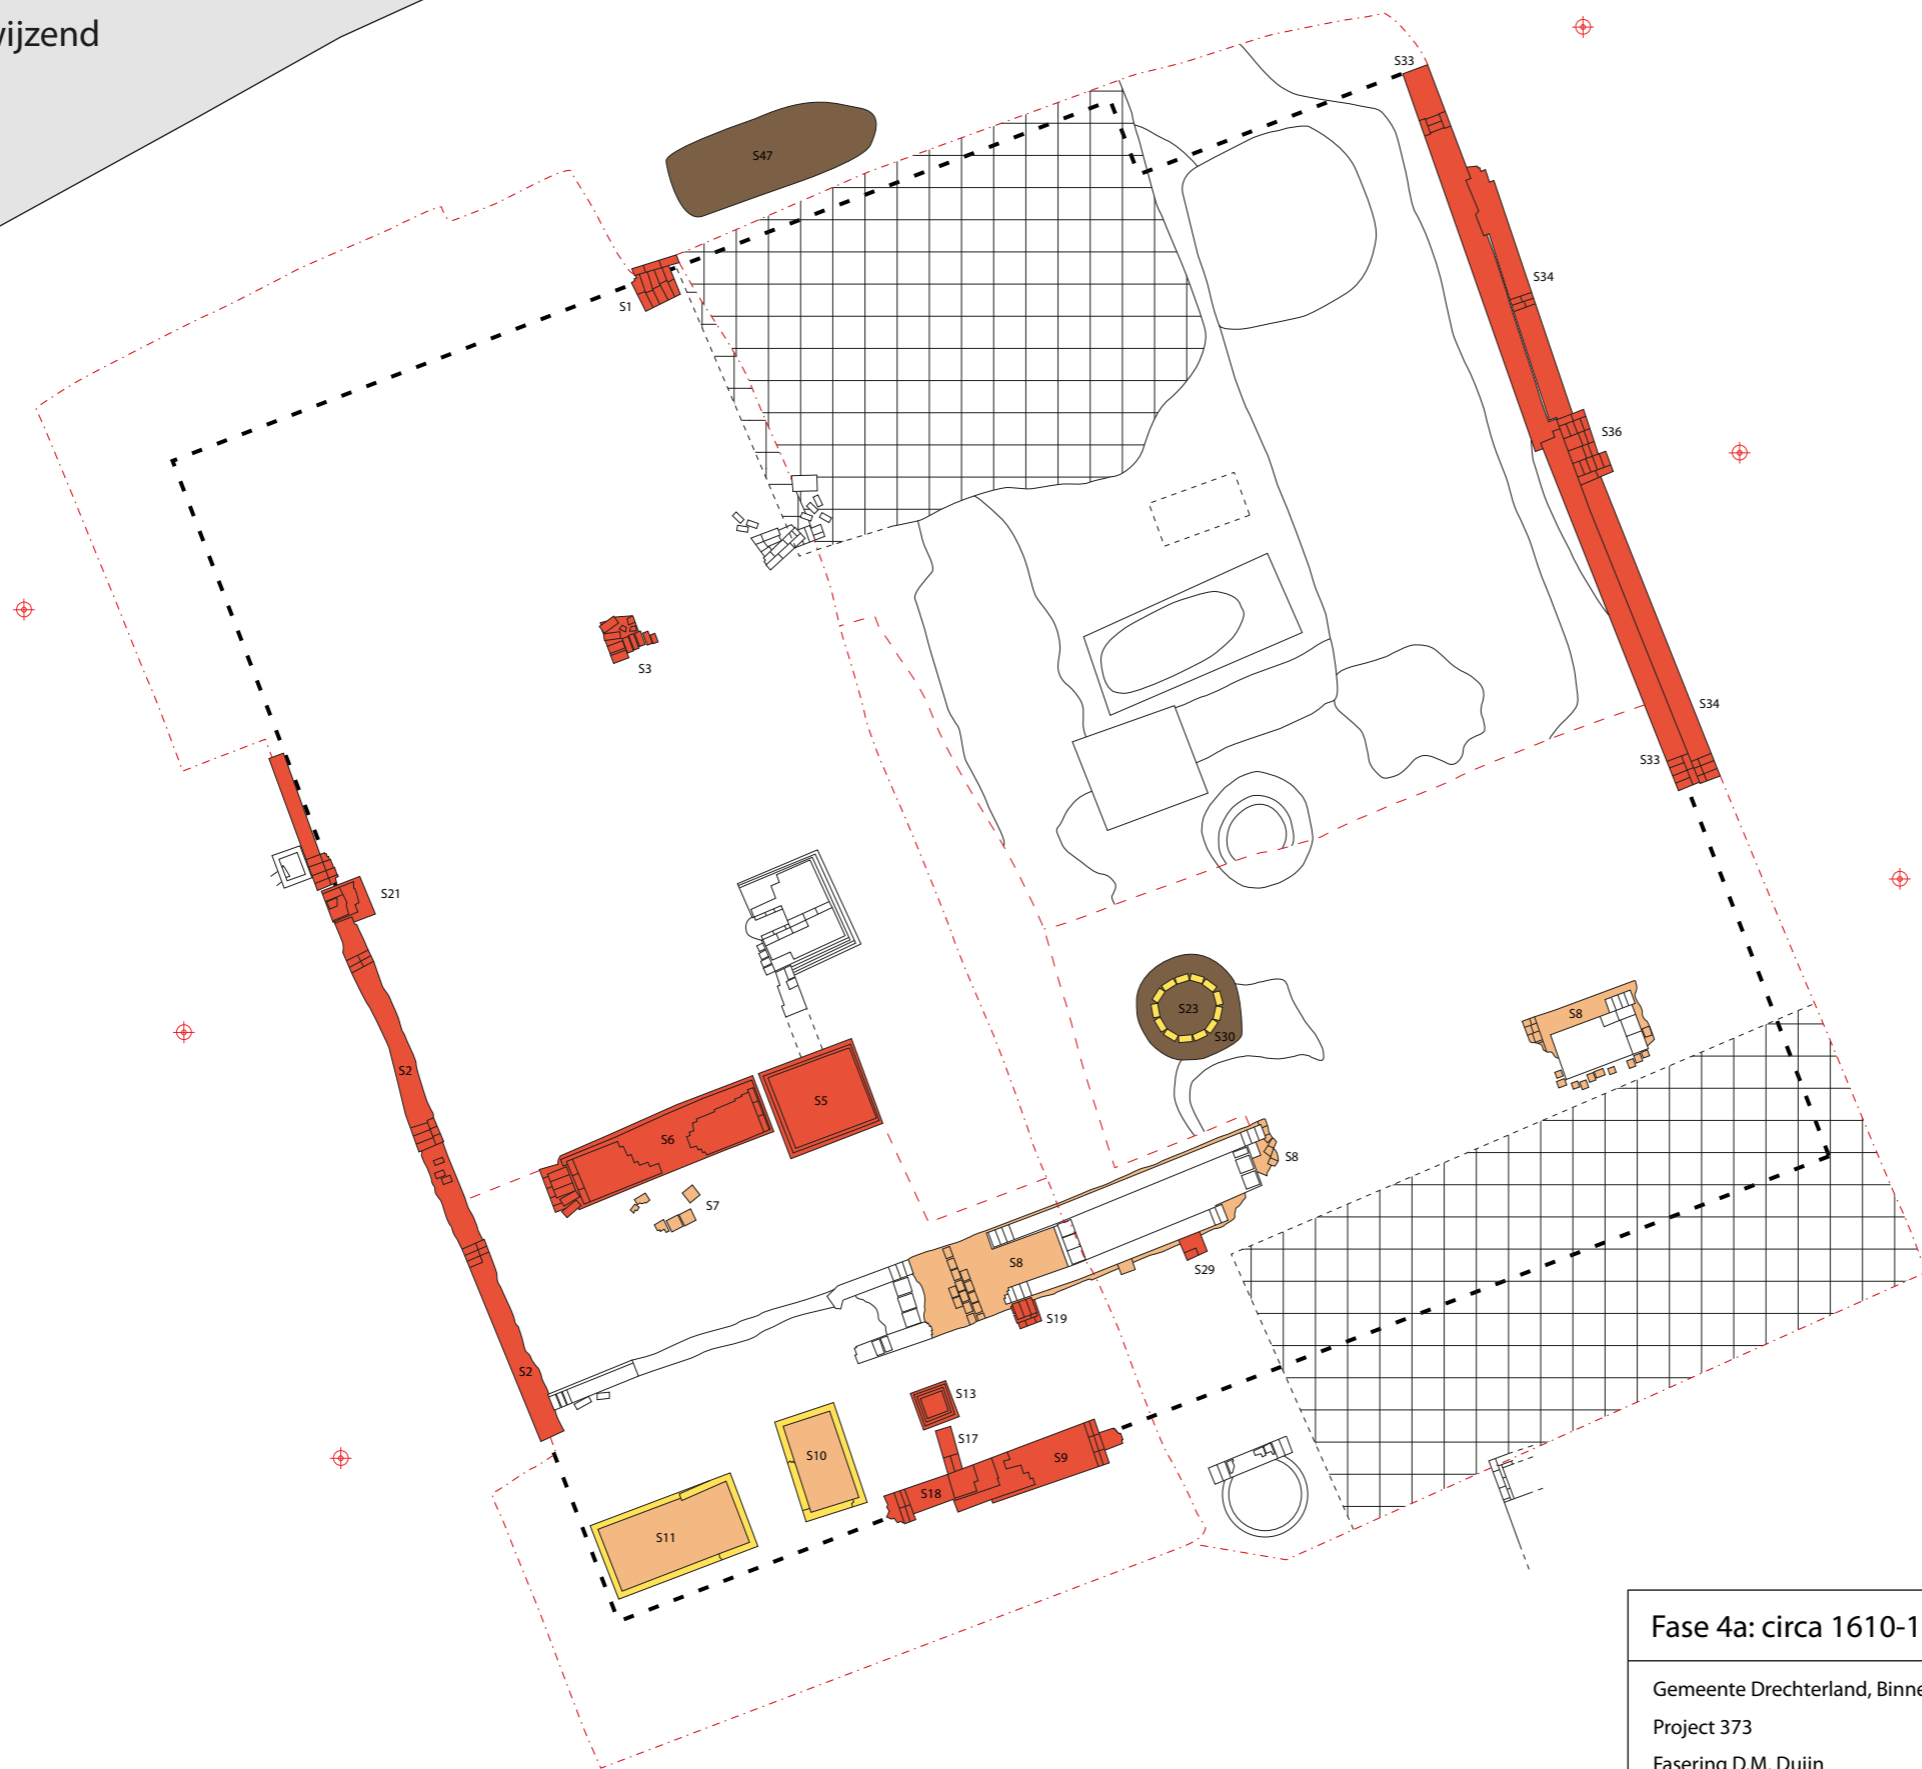 wijzend
S33
S47
S34
S1
S36
S3
S34
S33
S21
S23
S8
S30
S2
S5
S6
S8
S7
S8
S29
S19
S2
S13
S17
S10
S9
S18
S11
Fase 4a: circa 1610-1
Gemeente Drechterland, Binne
Project 373
Fasering D.M. Duijn